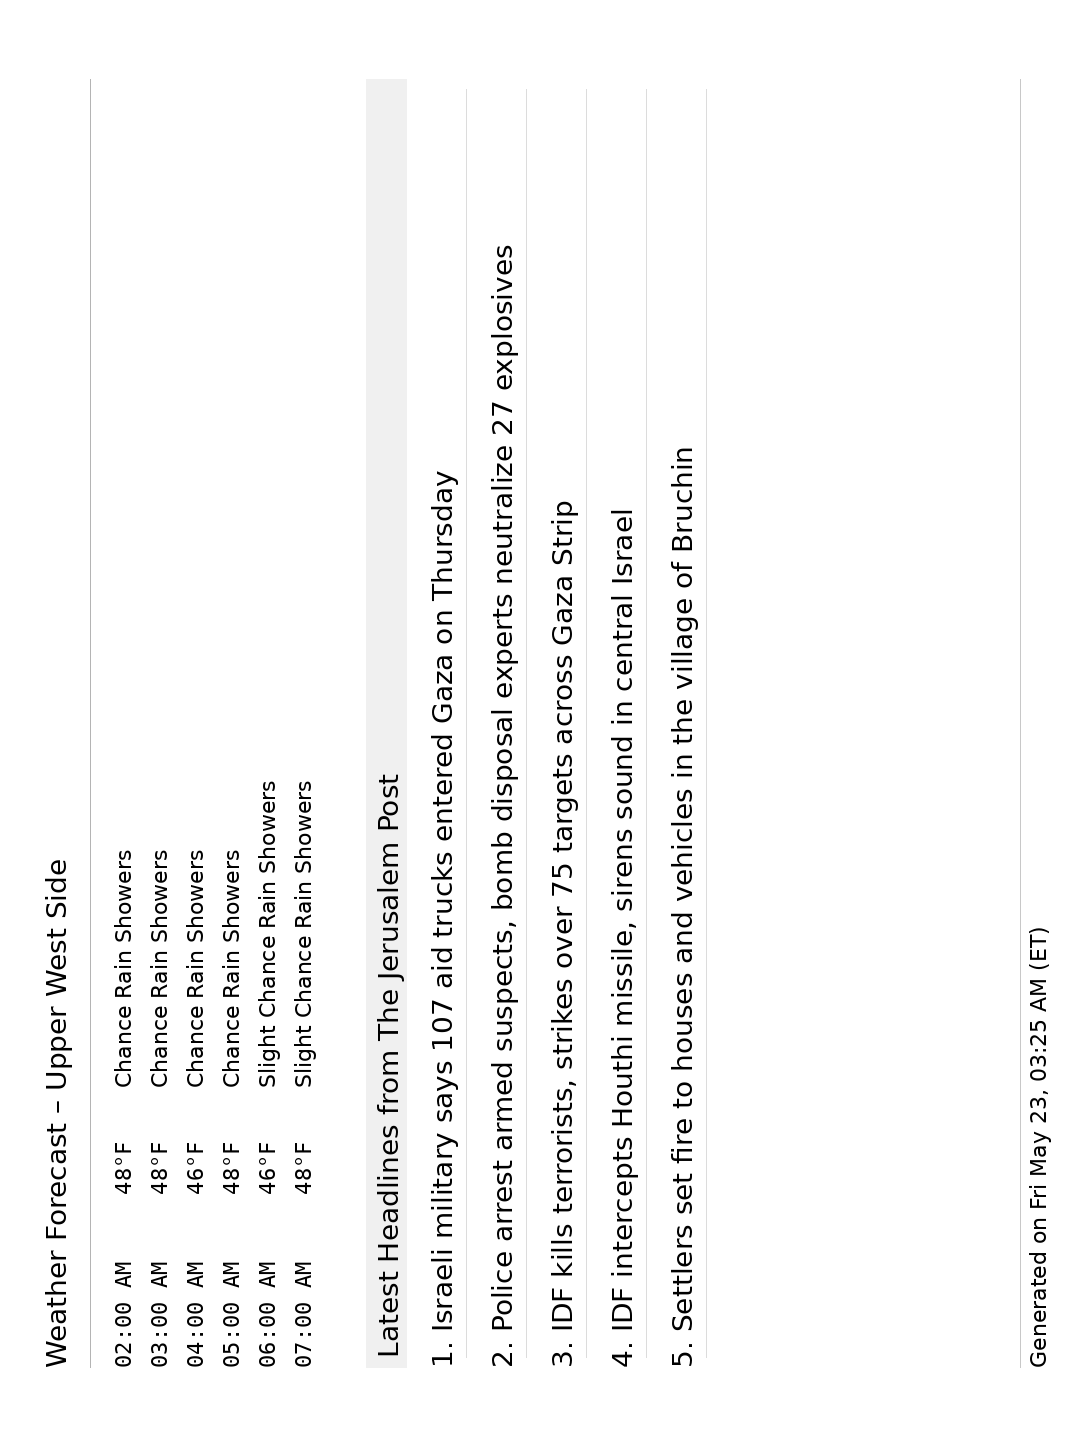 Weather Forecast – Upper West Side
02:00 AM 48°F Chance Rain Showers
03:00 AM 48°F Chance Rain Showers
04:00 AM 46°F Chance Rain Showers
05:00 AM 48°F Chance Rain Showers
06:00 AM 46°F Slight Chance Rain Showers
07:00 AM 48°F Slight Chance Rain Showers
Latest Headlines from The Jerusalem Post
1. Israeli military says 107 aid trucks entered Gaza on Thursday
2. Police arrest armed suspects, bomb disposal experts neutralize 27 explosives
3. IDF kills terrorists, strikes over 75 targets across Gaza Strip
4. IDF intercepts Houthi missile, sirens sound in central Israel
5. Settlers set fire to houses and vehicles in the village of Bruchin
Generated on Fri May 23, 03:25 AM (ET)